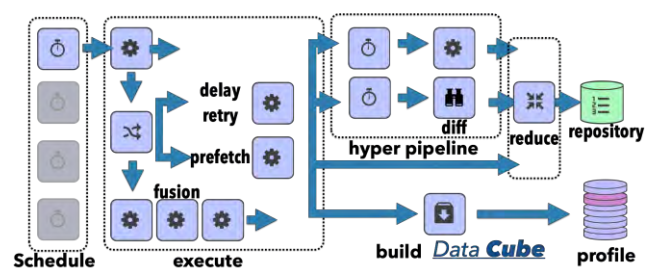 delay
retry
prefetch
fusion
Schedule
execute
diff
hyper pipeline
reduce
repository
build Data Cube
profile